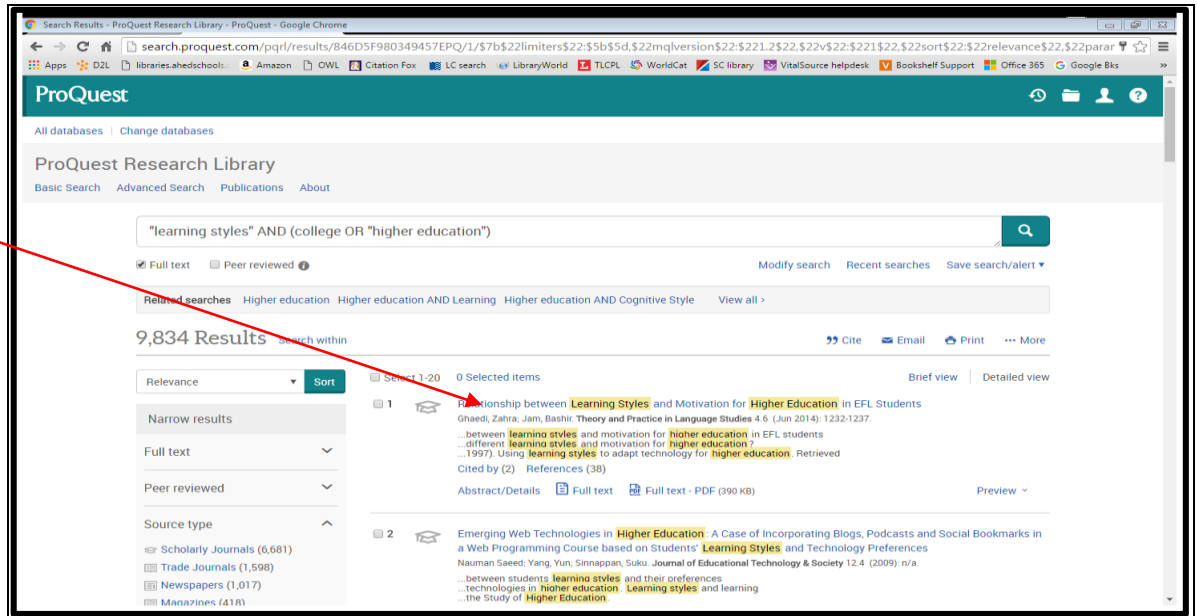 Search Results - ProQuest Research Library - ProQuest - Google Chrome
search.proquest.com/pqrl/results/846D5F980349457EPQ/1/$7b$22limiters$22:$5b$5d,$22mqlversion$22:$221.2$22,$22v$22:$221$22,$22sort$22:$22relevance$22,$22parar
Apps D2L libraries.ahedschools. Amazon OWL Citation Fox LC search LibraryWorld TLCPL WorldCat SC library VitalSource helpdesk Bookshelf Support Office 365 Google Bks »
ProQuest
All databases | Change databases
ProQuest Research Library
Basic Search Advanced Search Publications About
"learning styles" AND (college OR "higher education")
Full text Peer reviewed
Modify search Recent searches Save search/alert
Related searches Higher education Higher education AND Learning Higher education AND Cognitive Style View all ›
9,834 Results Search within
Cite Email Print ••• More
Relevance Sort
Select 1-20 0 Selected items Brief view | Detailed view
1 Relationship between Learning Styles and Motivation for Higher Education in EFL Students
Ghaedi, Zahra; Jam, Bashir. Theory and Practice in Language Studies 4.6 (Jun 2014): 1232-1237.
...between learning styles and motivation for higher education in EFL students
...different learning styles and motivation for higher education?
...1997). Using learning styles to adapt technology for higher education. Retrieved
Cited by (2) References (38)
Abstract/Details Full text Full text - PDF (390 KB) Preview
Narrow results
Full text
Peer reviewed
Source type
Scholarly Journals (6,681)
Trade Journals (1,598)
Newspapers (1,017)
Magazines (418)
2 Emerging Web Technologies in Higher Education: A Case of Incorporating Blogs, Podcasts and Social Bookmarks in
a Web Programming Course based on Students' Learning Styles and Technology Preferences
Nauman Saeed; Yang, Yun; Sinnappan, Suku. Journal of Educational Technology & Society 12.4 (2009): n/a.
...between students learning styles and their preferences
...technologies in higher education. Learning styles and learning
...the Study of Higher Education.